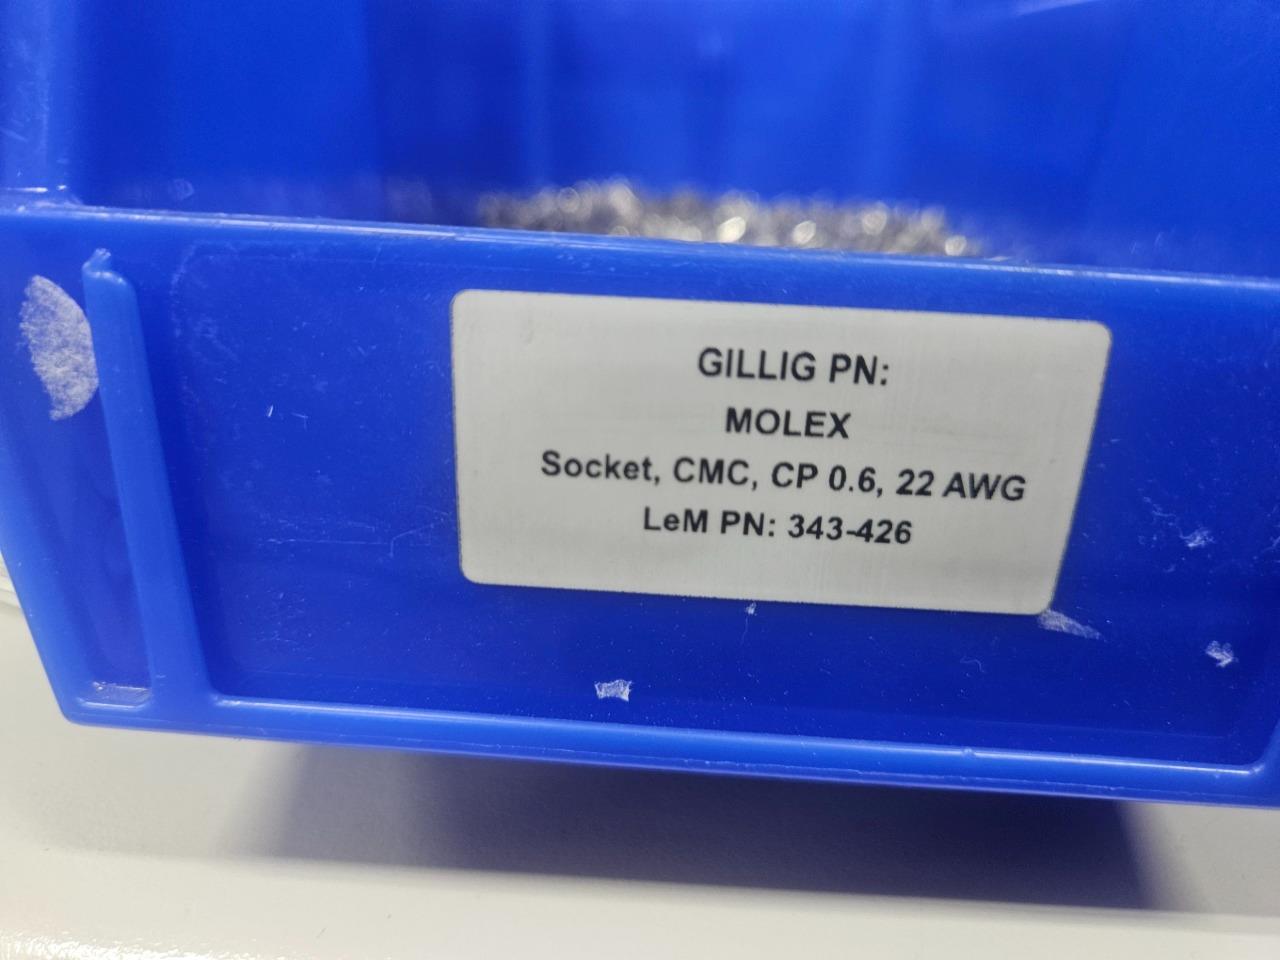 GILLIG PN:
MOLEX
Socket, CMC, CP 0.6, 22 AWG
LeM PN: 343-426